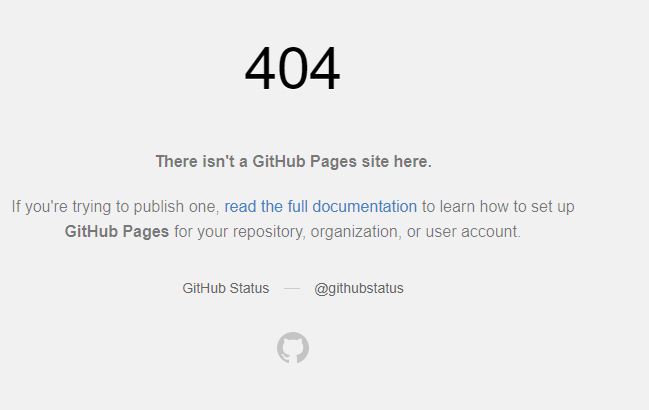 404
There isn't a GitHub Pages site here.
If you're trying to publish one, read the full documentation to learn how to set up
GitHub Pages for your repository, organization, or user account.
GitHub Status — @githubstatus